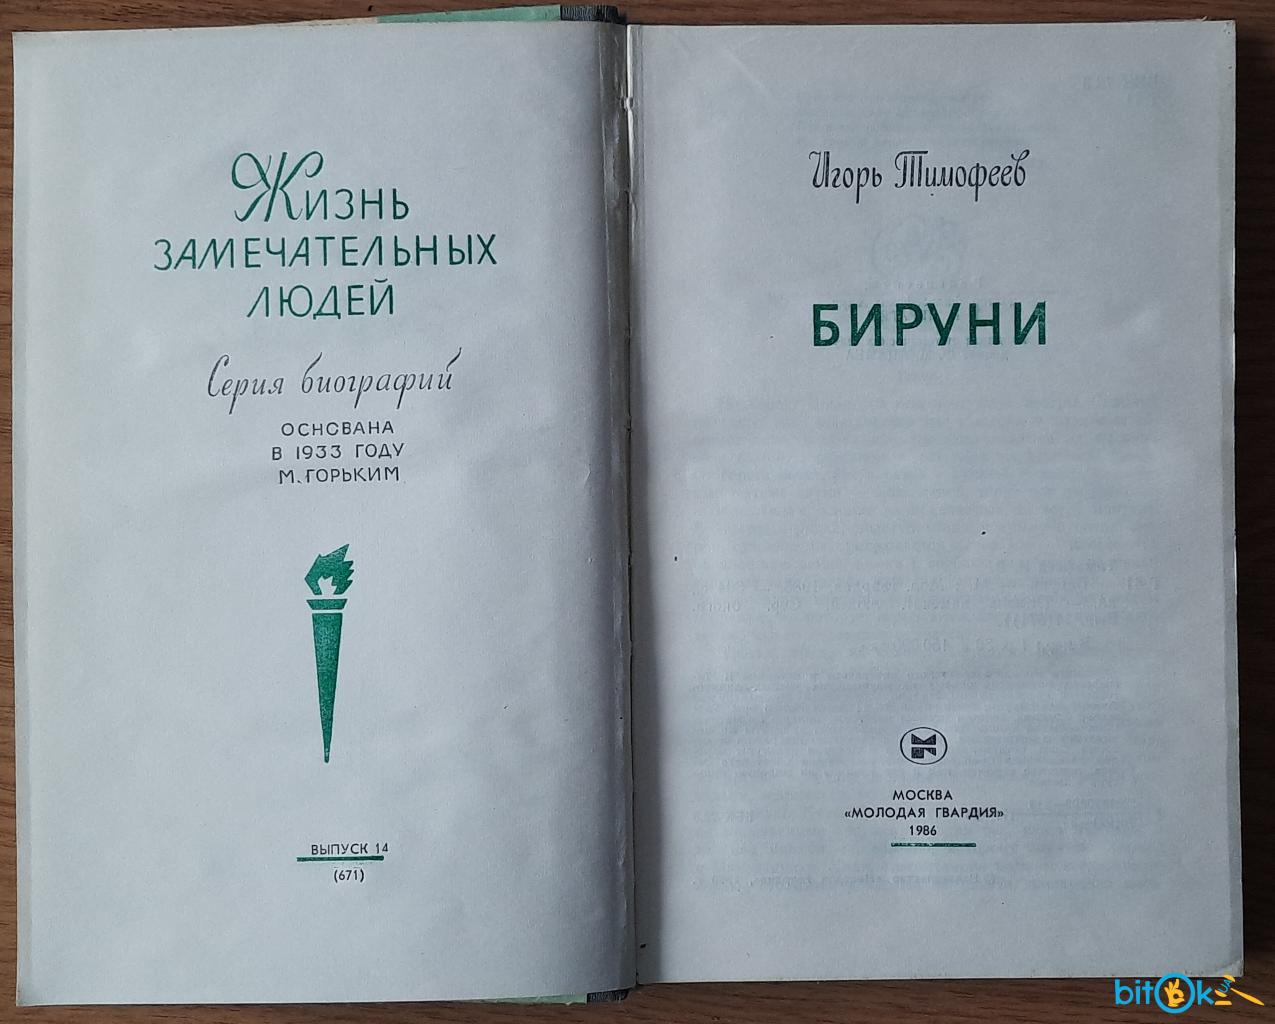 Жизнь
ЗАМЕЧАТЕЛЬНЫХ
ЛЮДЕЙ
Серия биографий
ОСНОВАНА
В 1933 ГОДУ
М. ГОРЬКИМ
ВЫПУСК 14
(671)
Игорь Тимофеев
БИРУНИ
МОСКВА
«МОЛОДАЯ ГВАРДИЯ»
1986
bitok